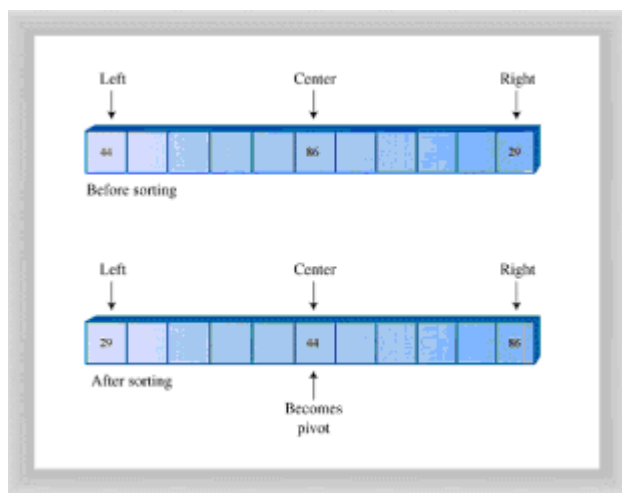 Left Center Right
44 86 29
Before sorting
Left Center Right
29 44 86
After sorting
Becomes
pivot